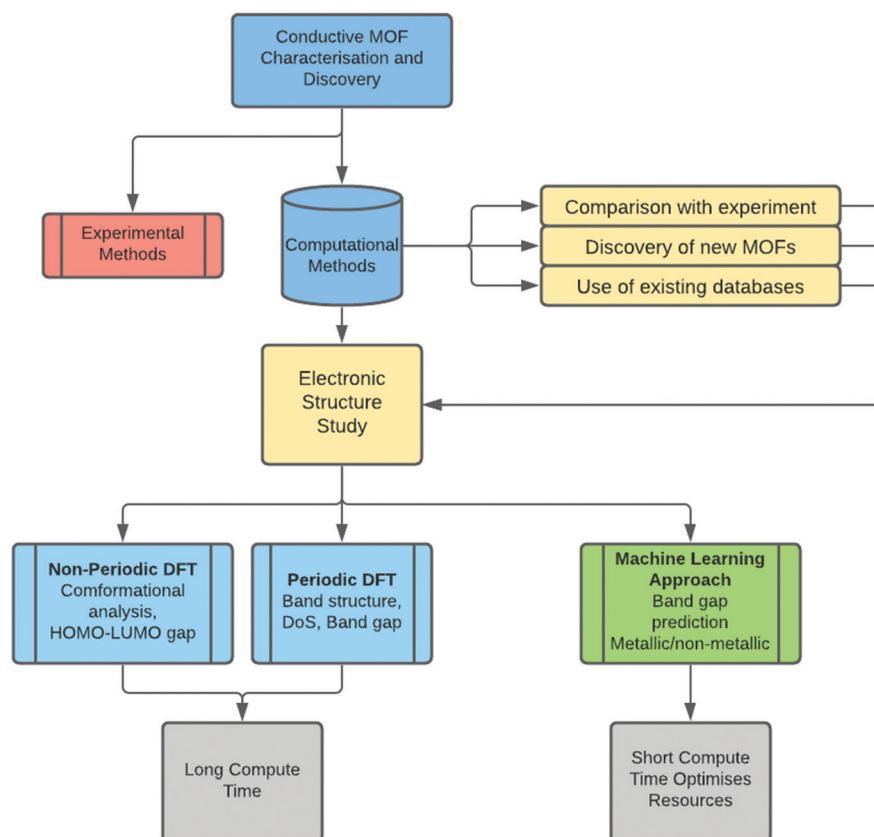 Conductive MOF
Characterisation and
Discovery
Experimental
Methods
Computational
Methods
Comparison with experiment
Discovery of new MOFs
Use of existing databases
Electronic
Structure
Study
Non-Periodic DFT
Comformational
analysis,
HOMO-LUMO gap
Periodic DFT
Band structure,
DoS, Band gap
Machine Learning
Approach
Band gap
prediction
Metallic/non-metallic
Long Compute
Time
Short Compute
Time Optimises
Resources